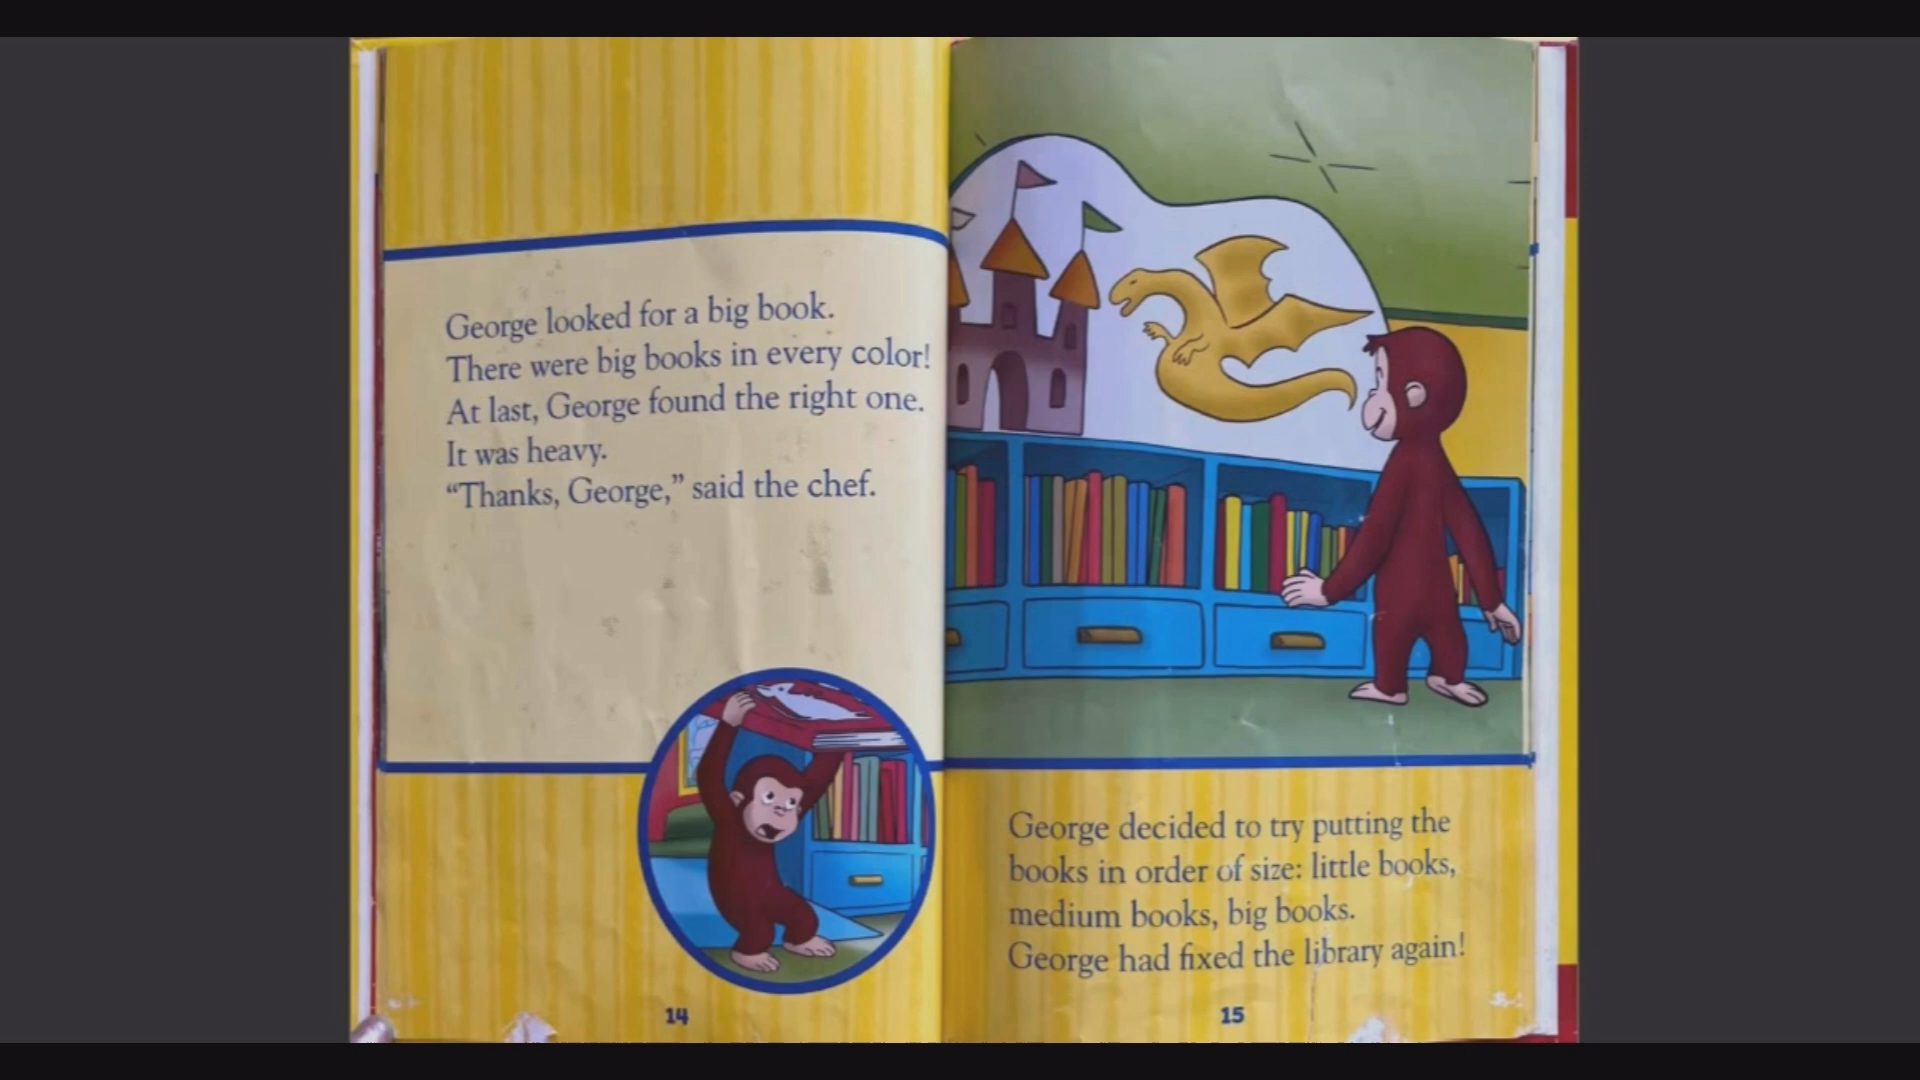 George looked for a big book.
There were big books in every color!
At last, George found the right one.
It was heavy.
“Thanks, George,” said the chef.
14
George decided to try putting the
books in order of size: little books,
medium books, big books.
George had fixed the library again!
15